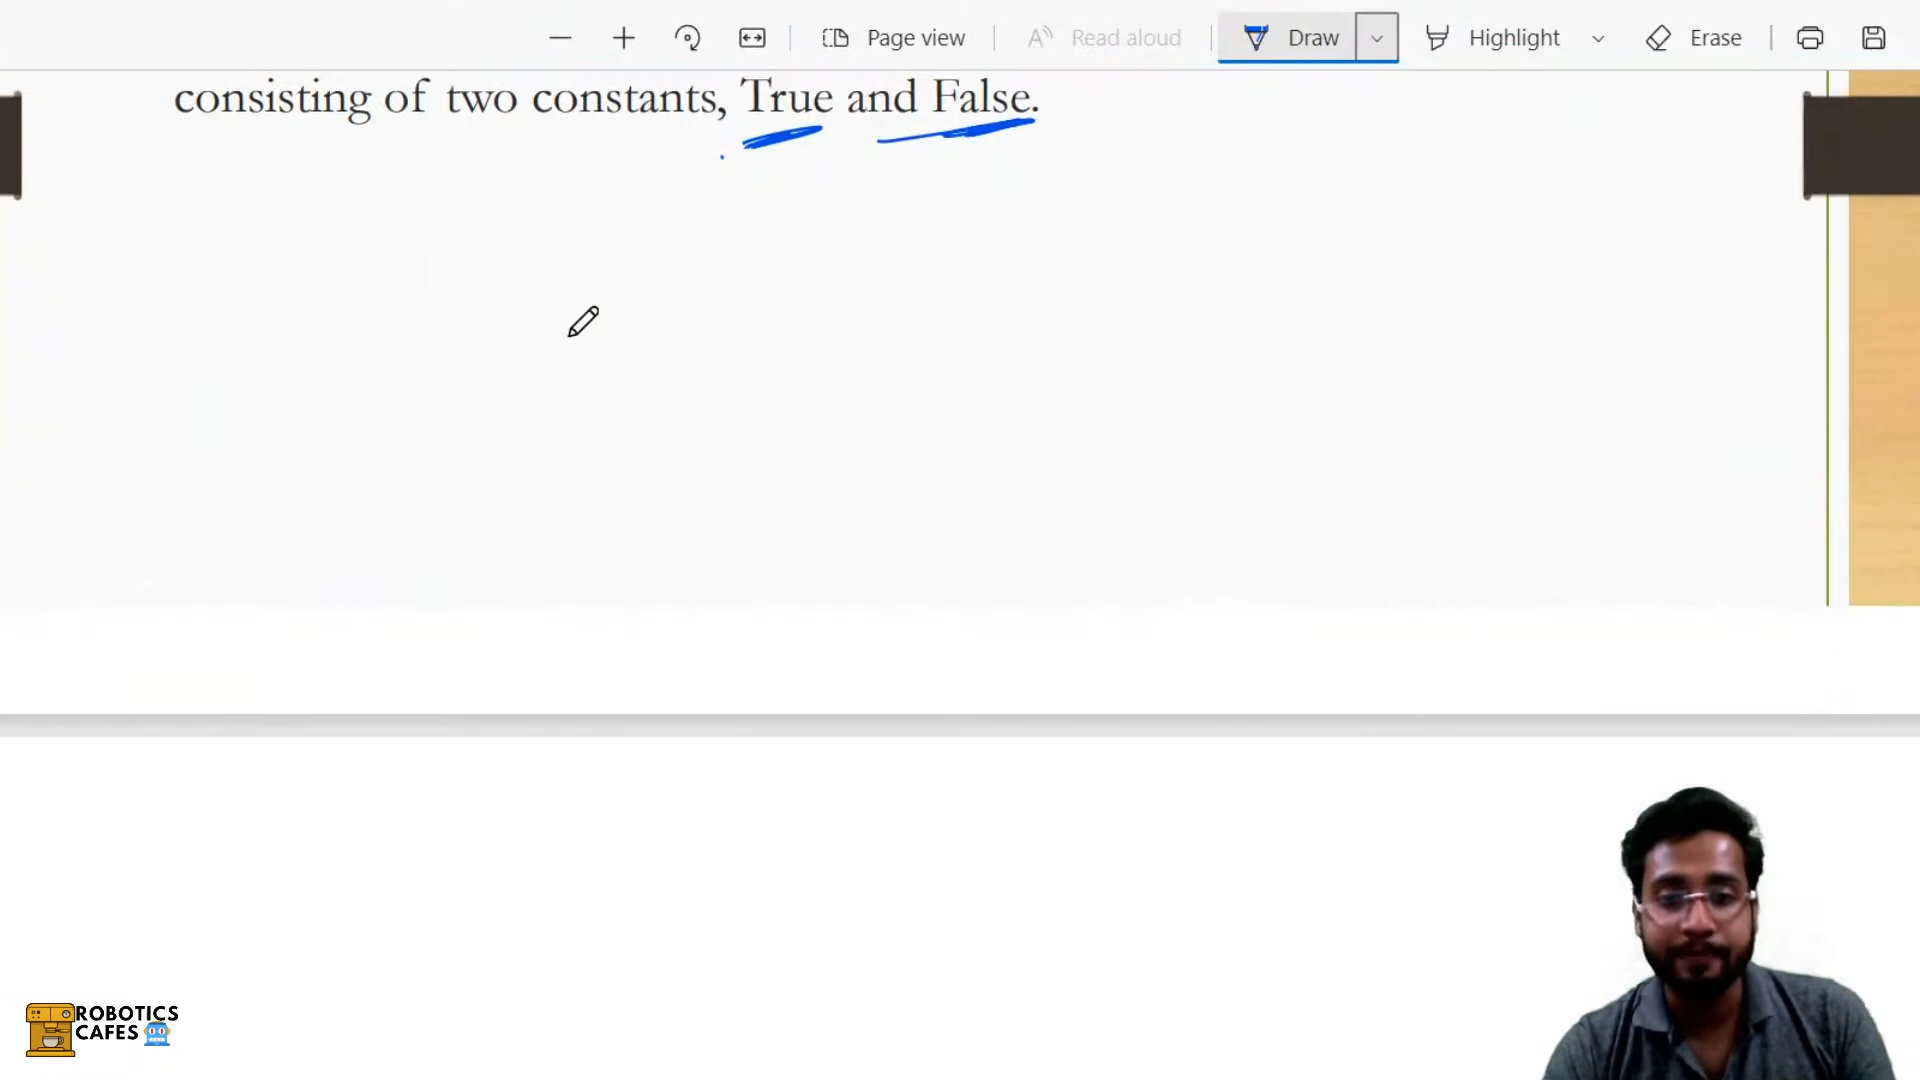 Page view
Read aloud
Draw
Highlight
Erase
consisting of two constants, True and False.
ROBOTICS
CAFES